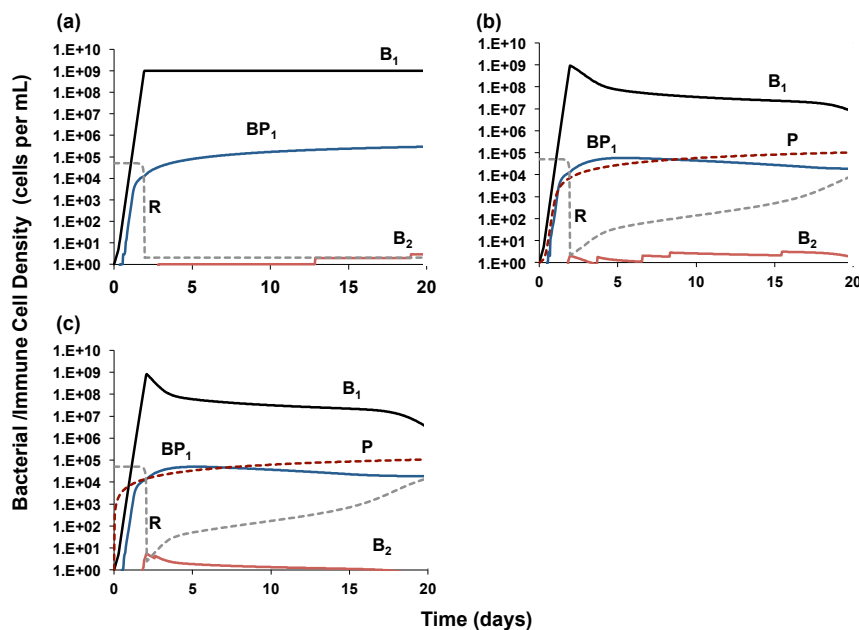 (a)
1.E+10
1.E+09
1.E+08
1.E+07
1.E+06
1.E+05
1.E+04
1.E+03
1.E+02
1.E+01
1.E+00
B1
BP1
R
B2
0 5 10 15 20
(b)
1.E+10
1.E+09
1.E+08
1.E+07
1.E+06
1.E+05
1.E+04
1.E+03
1.E+02
1.E+01
1.E+00
B1
BP1
P
R
B2
0 5 10 15 20
(c)
1.E+10
1.E+09
1.E+08
1.E+07
1.E+06
1.E+05
1.E+04
1.E+03
1.E+02
1.E+01
1.E+00
B1
BP1
P
R
B2
0 5 10 15 20
Bacterial /Immune Cell Density (cells per mL)
Time (days)